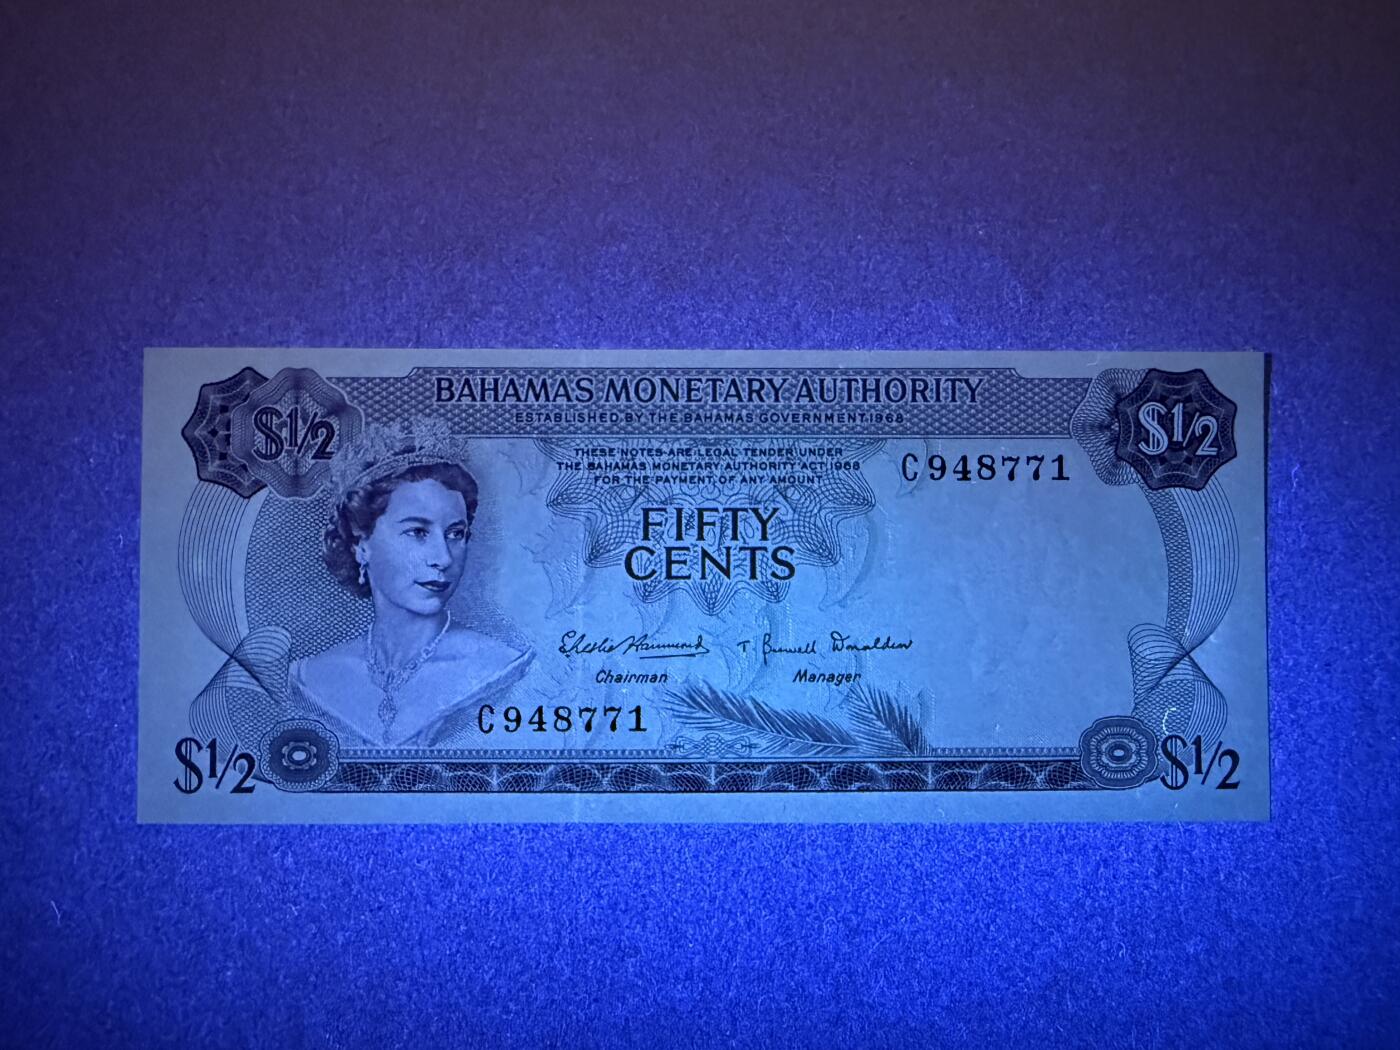 BAHAMAS MONETARY AUTHORITY
ESTABLISHED BY THE BAHAMAS GOVERNMENT 1968
$1/2
$1/2
THESE NOTES ARE LEGAL TENDER UNDER
THE BAHAMAS MONETARY AUTHORITY ACT 1968
FOR THE PAYMENT OF ANY AMOUNT
C948771
FIFTY
CENTS
T Burwell Donaldson
Chairman
Manager
C948771
$1/2
$1/2